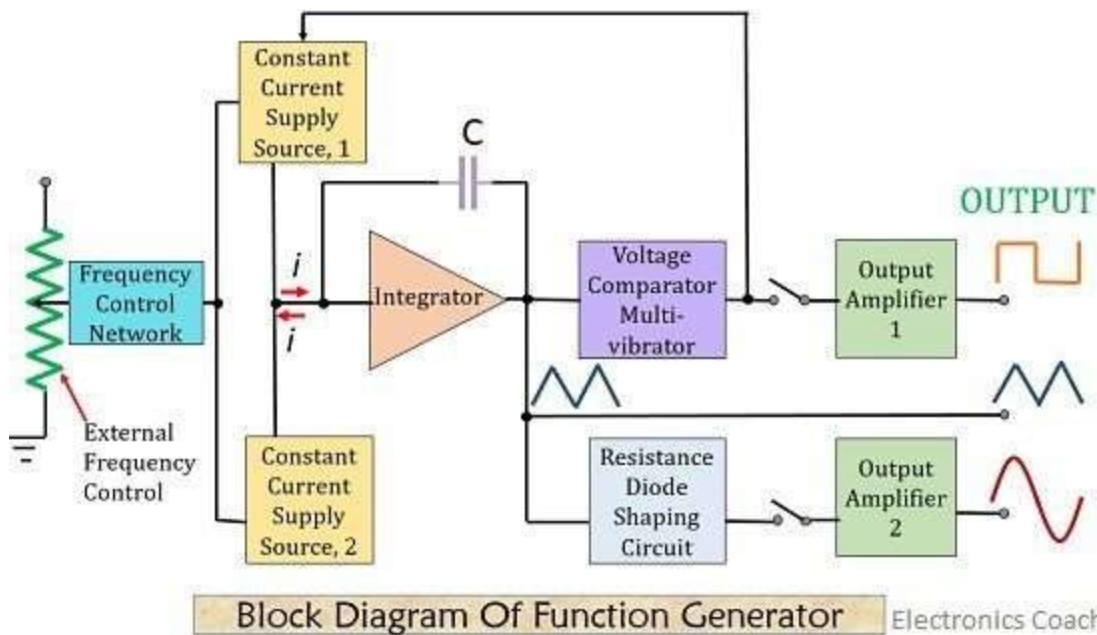 Constant
Current
Supply
Source, 1
C
OUTPUT
Frequency
Control
Network
i
i
Integrator
Voltage
Comparator
Multi-
vibrator
Output
Amplifier
1
External
Frequency
Control
Constant
Current
Supply
Source, 2
Resistance
Diode
Shaping
Circuit
Output
Amplifier
2
Block Diagram Of Function Generator
Electronics Coach